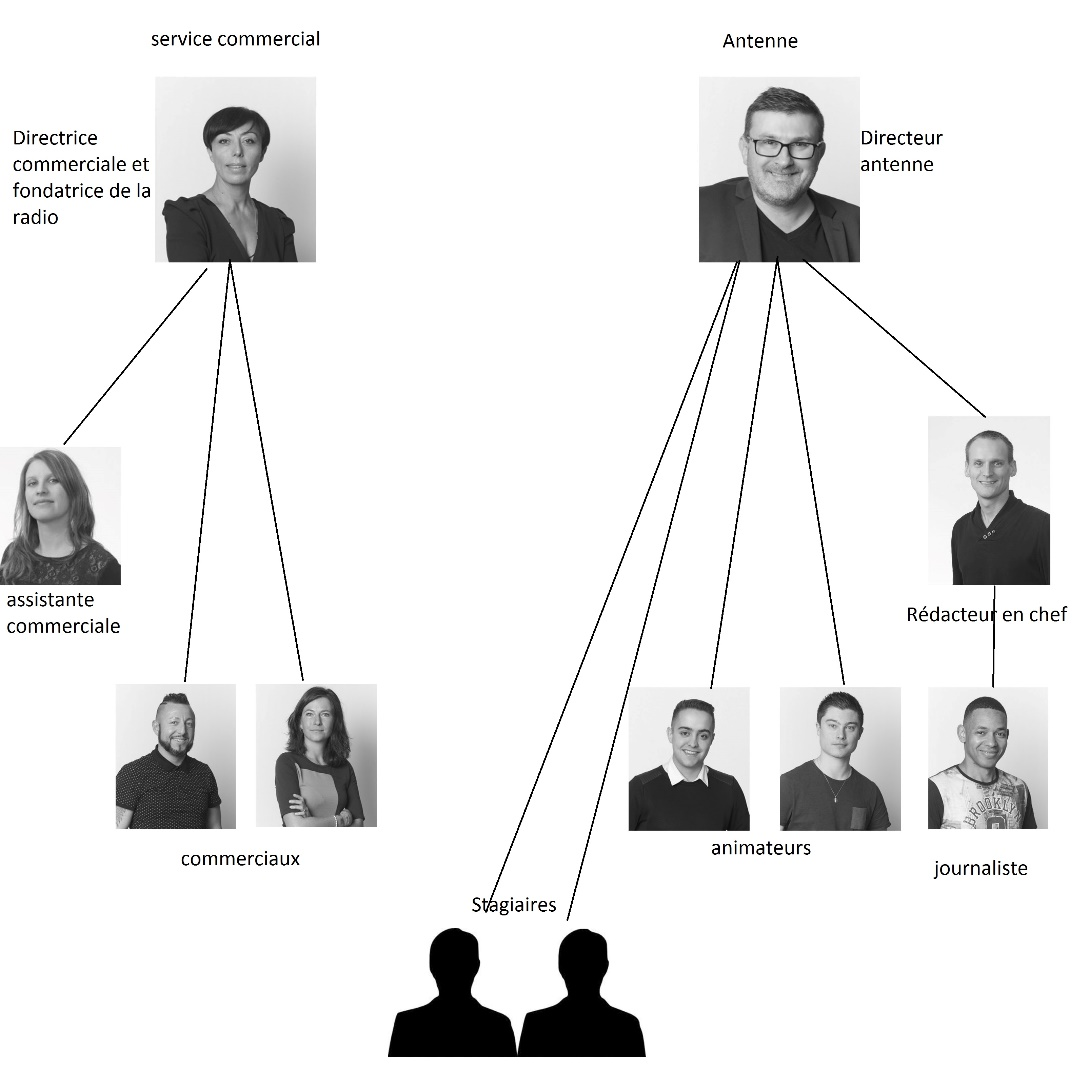 service commercial
Antenne
Directrice
commerciale et
fondatrice de la
radio
Directeur
antenne
assistante
commerciale
Rédacteur en chef
BROOKLYN
commerciaux
animateurs
journaliste
Stagiaires